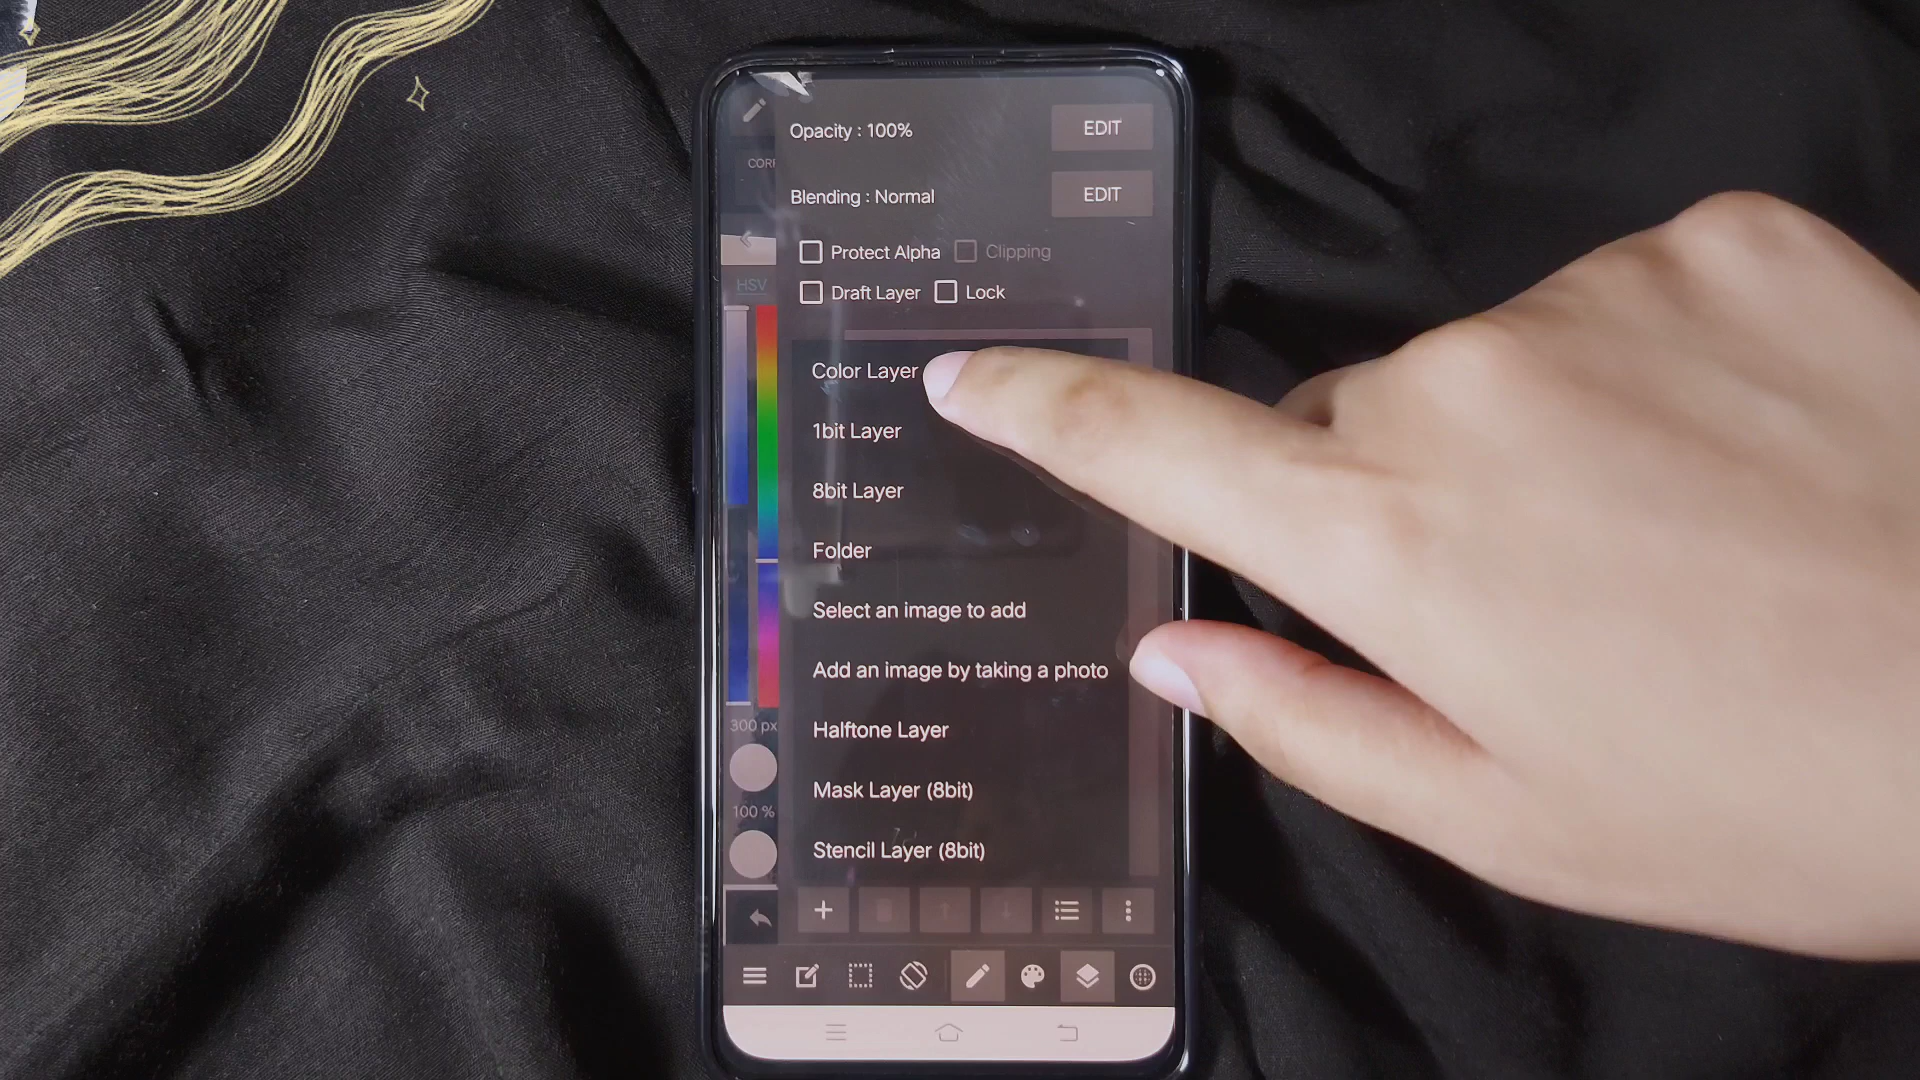 Opacity : 100%
EDIT
Blending : Normal
EDIT
Protect Alpha
Clipping
Draft Layer
Lock
HSV
Color Layer
1bit Layer
8bit Layer
Folder
Select an image to add
Add an image by taking a photo
Halftone Layer
Mask Layer (8bit)
Stencil Layer (8bit)
300 px
100 %